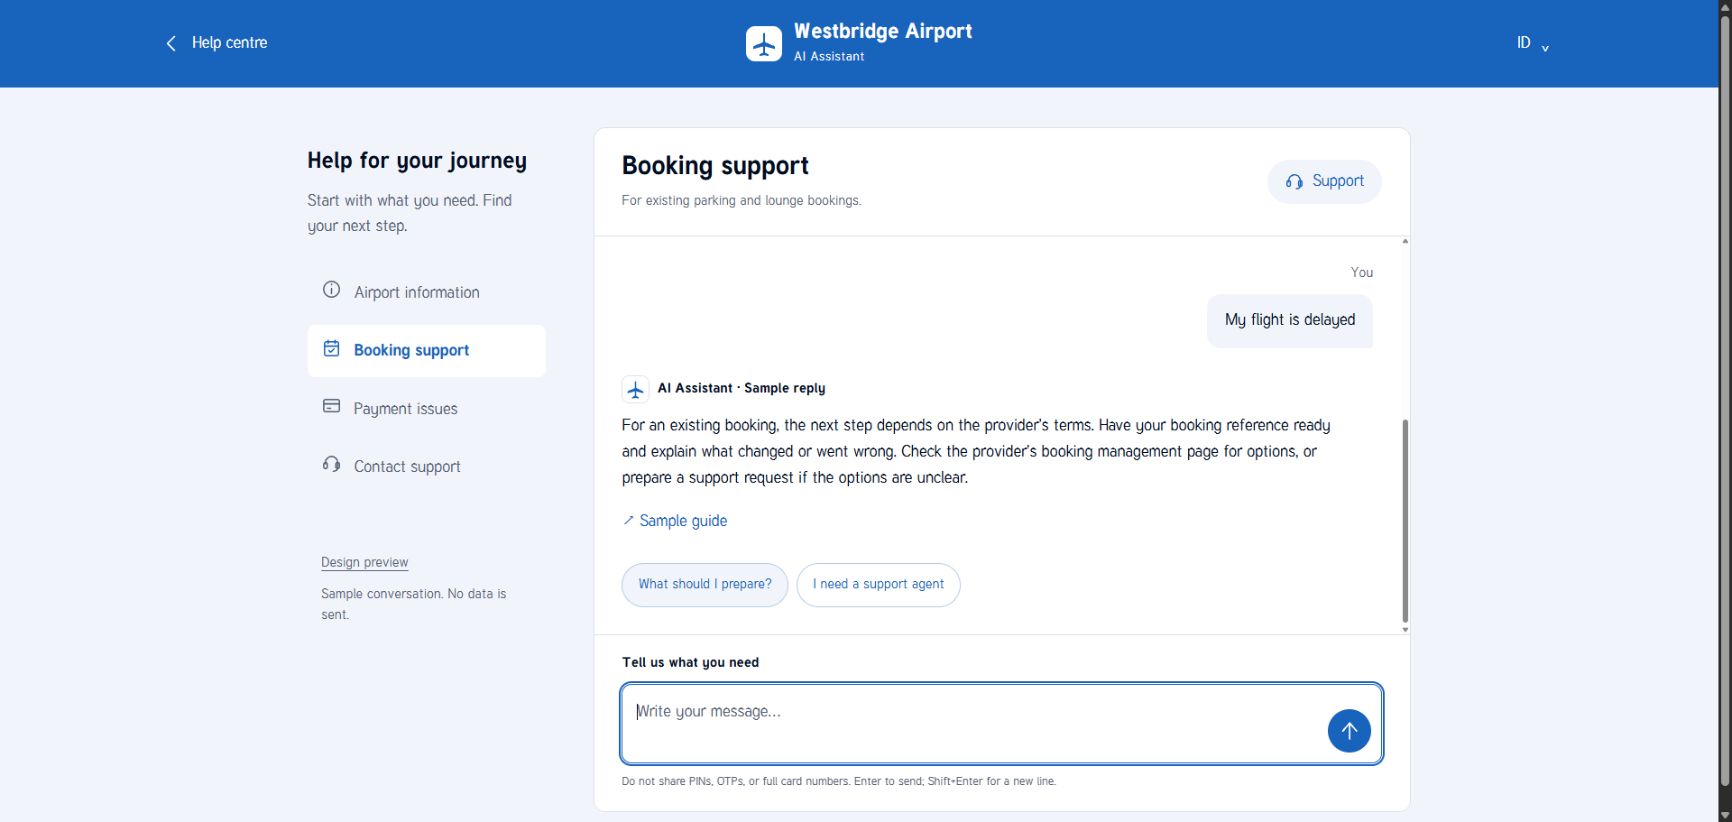 Help centre
Westbridge Airport
AI Assistant
ID
Help for your journey
Start with what you need. Find
your next step.
Airport information
Booking support
Payment issues
Contact support
Design preview
Sample conversation. No data is
sent.
Booking support
For existing parking and lounge bookings.
Support
You
My flight is delayed
AI Assistant · Sample reply
For an existing booking, the next step depends on the provider's terms. Have your booking reference ready
and explain what changed or went wrong. Check the provider's booking management page for options, or
prepare a support request if the options are unclear.
↗ Sample guide
What should I prepare?
I need a support agent
Tell us what you need
Write your message...
Do not share PINs, OTPs, or full card numbers. Enter to send; Shift+Enter for a new line.